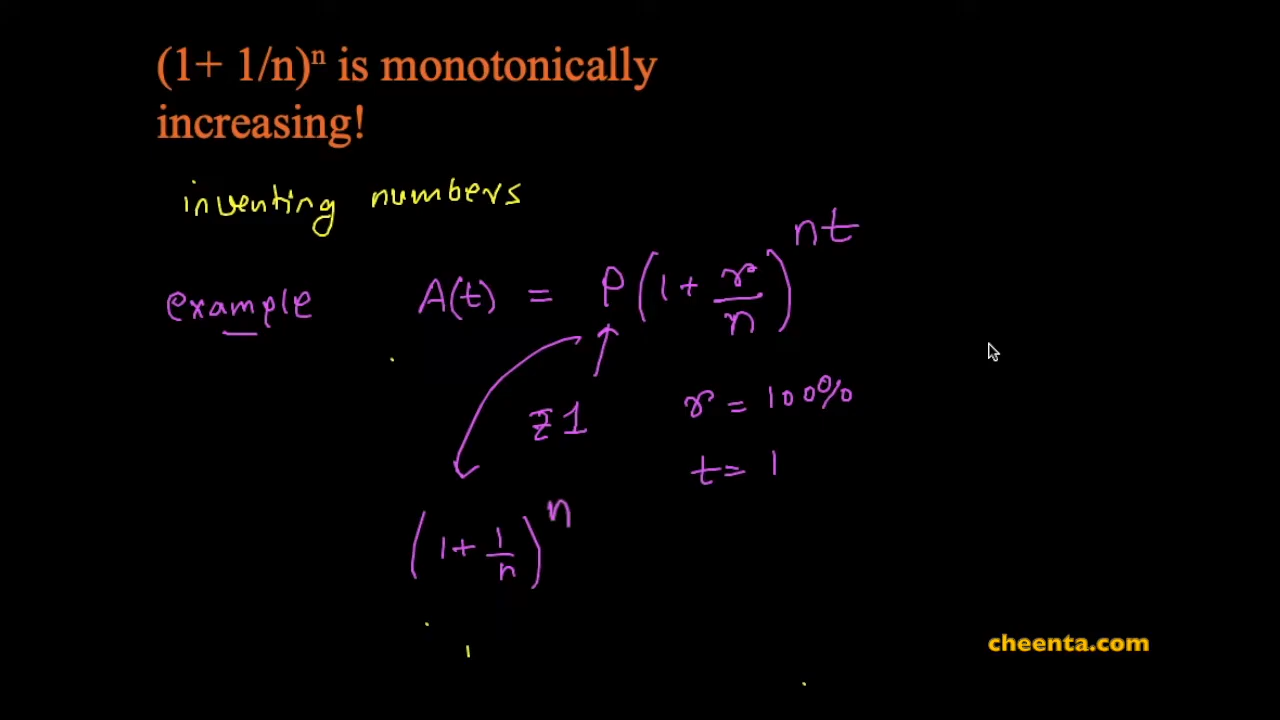 (1+ 1/n)ⁿ is monotonically
increasing!
inventing numbers
example A(t) = P(1 + r/n)^nt
₹1
r = 100%
t = 1
(1 + 1/n)^n
cheenta.com